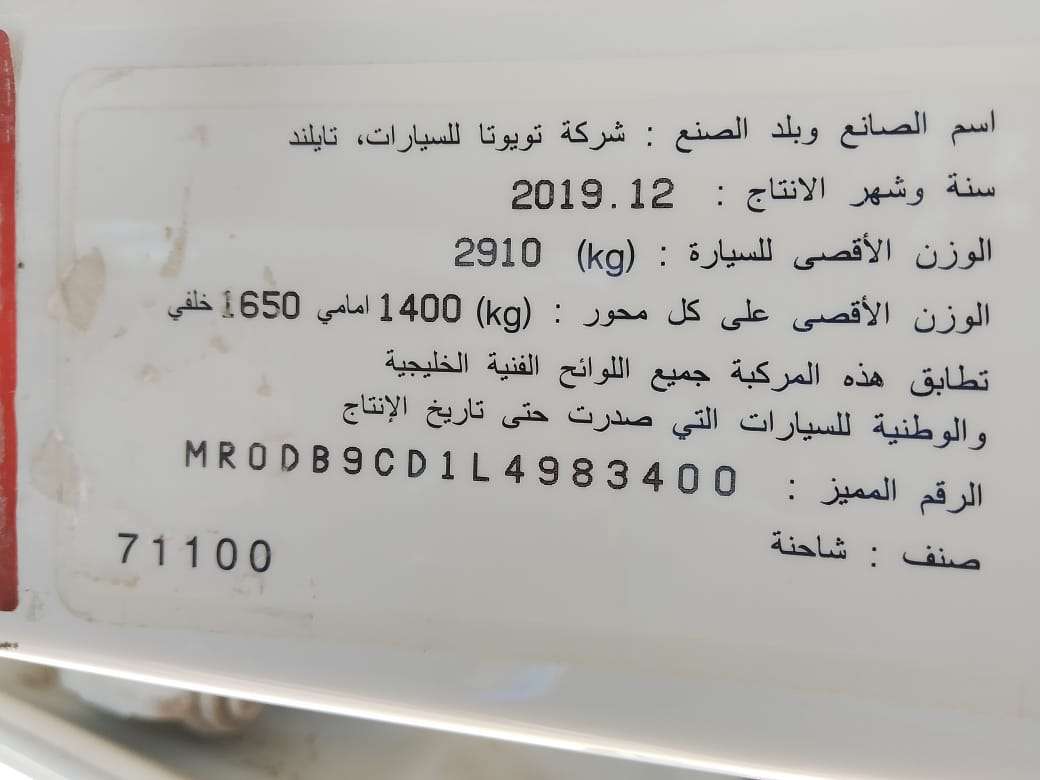 اسم الصانع وبلد الصنع : شركة تويوتا للسيارات، تايلند
سنة وشهر الانتاج : 2019.12
الوزن الأقصى للسيارة : (kg) 2910
الوزن الأقصى على كل محور : (kg) 1400 امامي 1650 خلفي
تطابق هذه المركبة جميع اللوائح الفنية الخليجية
والوطنية للسيارات التي صدرت حتى تاريخ الإنتاج
الرقم المميز : MR0DB9CD1L4983400
صنف : شاحنة 71100